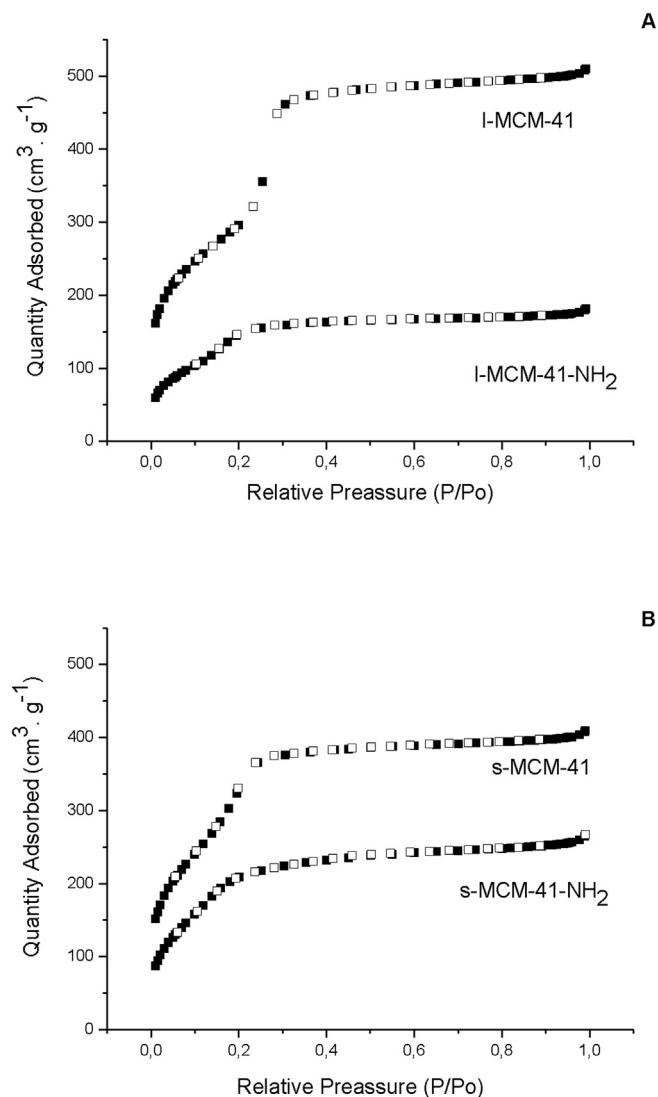 A
500
400
300
200
100
0
Quantity Adsorbed (cm³ . g⁻¹)
l-MCM-41
l-MCM-41-NH₂
0,0 0,2 0,4 0,6 0,8 1,0
Relative Preassure (P/Po)
B
500
400
300
200
100
0
Quantity Adsorbed (cm³ . g⁻¹)
s-MCM-41
s-MCM-41-NH₂
0,0 0,2 0,4 0,6 0,8 1,0
Relative Preassure (P/Po)